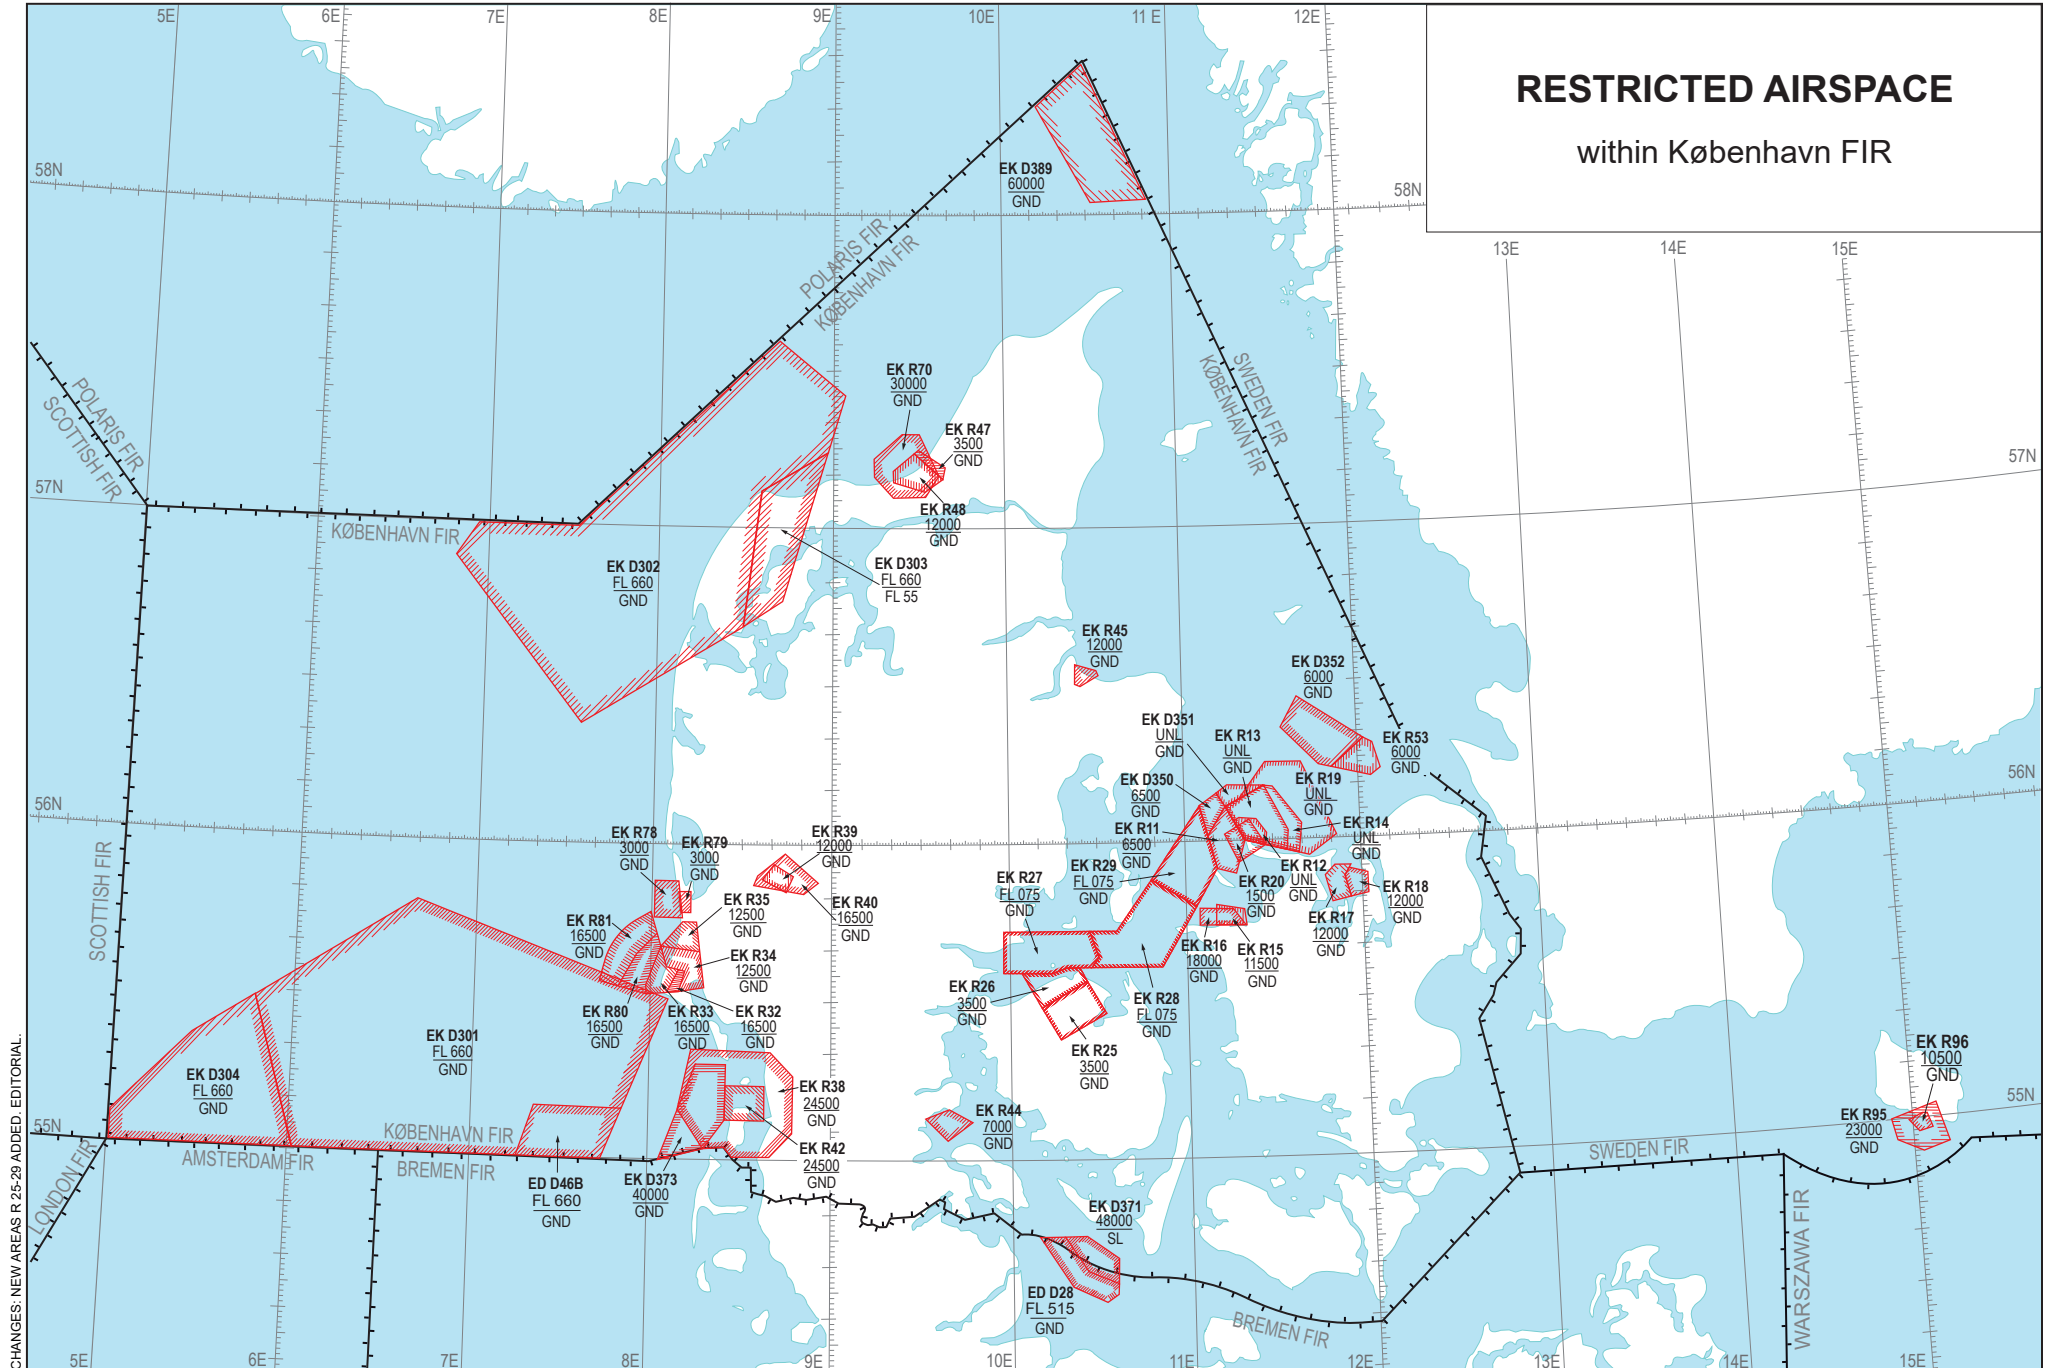 5E
6E
7E
8E
9E
10E
11 E
12E
RESTRICTED AIRSPACE
within København FIR
58N
58N
13E
14E
15E
EK D389
60000
GND
POLARIS FIR
KØBENHAVN FIR
SWEDEN FIR
KØBENHAVN FIR
POLARIS FIR
SCOTTISH FIR
57N
57N
KØBENHAVN FIR
EK R70
30000
GND
EK R47
3500
GND
EK R48
12000
GND
EK D302
FL 660
GND
EK D303
FL 660
FL 55
EK R45
12000
GND
EK D352
6000
GND
EK R53
6000
GND
EK D351
UNL
GND
EK R13
UNL
GND
EK R19
UNL
GND
EK D350
6500
GND
EK R11
6500
GND
EK R14
UNL
GND
EK R12
UNL
GND
EK R20
1500
GND
EK R18
12000
GND
EK R17
12000
GND
EK R29
FL 075
GND
EK R27
FL 075
GND
EK R16
18000
GND
EK R15
11500
GND
EK R28
FL 075
GND
EK R26
3500
GND
EK R25
3500
GND
56N
56N
SCOTTISH FIR
EK R78
3000
GND
EK R79
3000
GND
EK R39
12000
GND
EK R40
16500
GND
EK R35
12500
GND
EK R34
12500
GND
EK R81
16500
GND
EK R80
16500
GND
EK R33
16500
GND
EK R32
16500
GND
EK D301
FL 660
GND
EK D304
FL 660
GND
EK R38
24500
GND
EK R42
24500
GND
EK R44
7000
GND
EK R96
10500
GND
EK R95
23000
GND
55N
55N
KØBENHAVN FIR
AMSTERDAM FIR
BREMEN FIR
LONDON FIR
ED D46B
FL 660
GND
EK D373
40000
GND
EK D371
48000
SL
ED D28
FL 515
GND
BREMEN FIR
SWEDEN FIR
WARSZAWA FIR
5E
6E
7E
8E
9E
10E
11E
12E
13E
14E
15E
CHANGES: NEW AREAS R 25-29 ADDED. EDITORIAL.